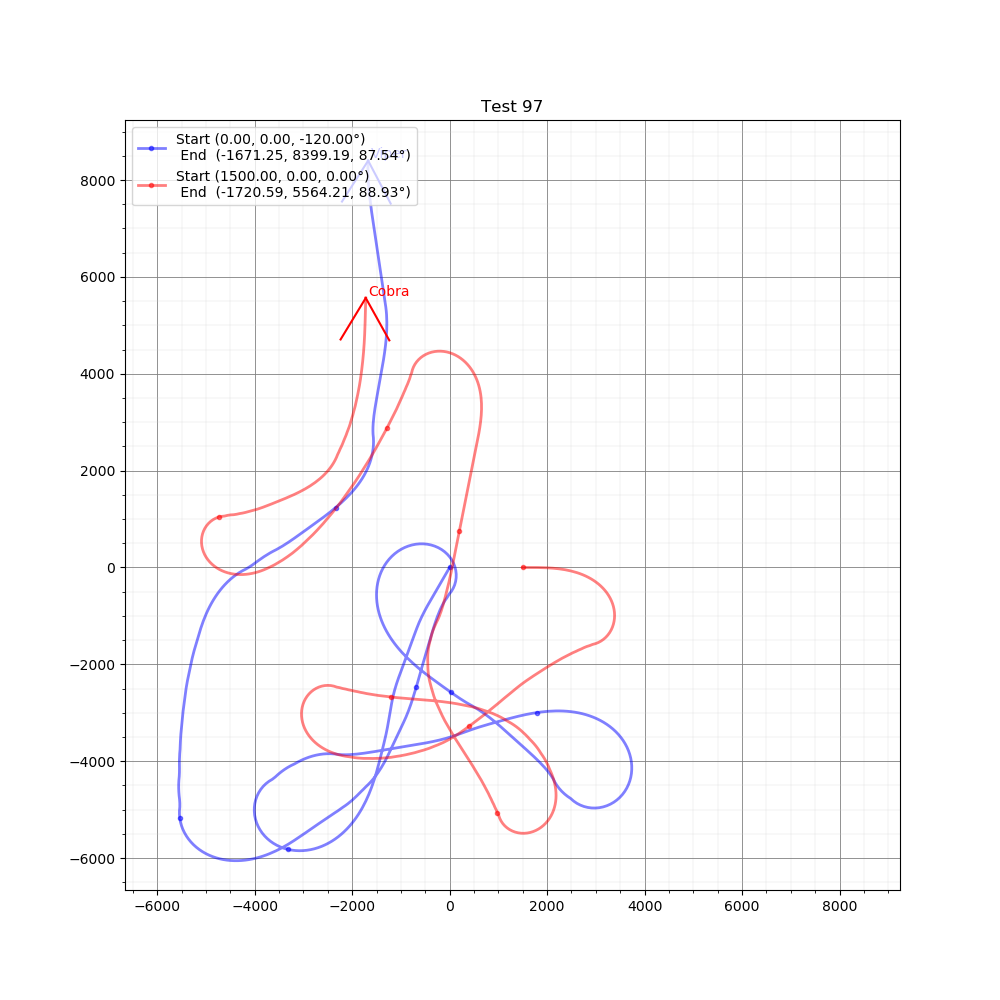 Test 97
Start (0.00, 0.00, -120.00°)
End (-1671.25, 8399.19, 87.54°)
Start (1500.00, 0.00, 0.00°)
End (-1720.59, 5564.21, 88.93°)
Cobra
8000
6000
4000
2000
0
−2000
−4000
−6000
−6000 −4000 −2000 0 2000 4000 6000 8000